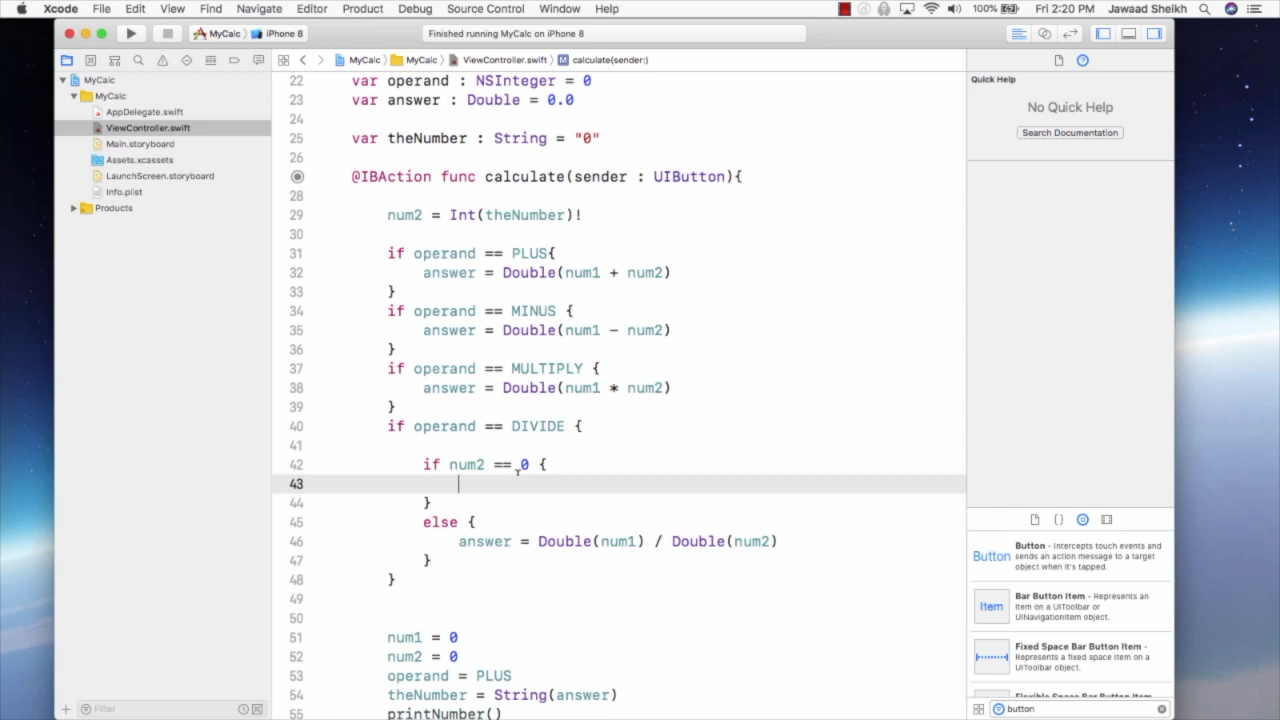 Xcode File Edit View Find Navigate Editor Product Debug Source Control Window Help 100% Fri 2:20 PM Jawaad Sheikh
MyCalc iPhone 8 Finished running MyCalc on iPhone 8
MyCalc MyCalc ViewController.swift calculate(sender:)
MyCalc
MyCalc
AppDelegate.swift
ViewController.swift
Main.storyboard
Assets.xcassets
LaunchScreen.storyboard
Info.plist
Products
Filter
22 var operand : NSInteger = 0
23 var answer : Double = 0.0
24
25 var theNumber : String = "0"
26
@IBAction func calculate(sender : UIButton){
28
29 num2 = Int(theNumber)!
30
31 if operand == PLUS{
32 answer = Double(num1 + num2)
33 }
34 if operand == MINUS {
35 answer = Double(num1 - num2)
36 }
37 if operand == MULTIPLY {
38 answer = Double(num1 * num2)
39 }
40 if operand == DIVIDE {
41
42 if num2 == 0 {
43
44 }
45 else {
46 answer = Double(num1) / Double(num2)
47 }
48 }
49
50
51 num1 = 0
52 num2 = 0
53 operand = PLUS
54 theNumber = String(answer)
55 printNumber()
Quick Help
No Quick Help
Search Documentation
Button
Button - Intercepts touch events and
sends an action message to a target
object when it's tapped.
Item
Bar Button Item - Represents an
item on a UIToolbar or
UINavigationItem object.
Fixed Space Bar Button Item -
Represents a fixed space item on a
UIToolbar object.
Flexible Space Bar Button Item
button